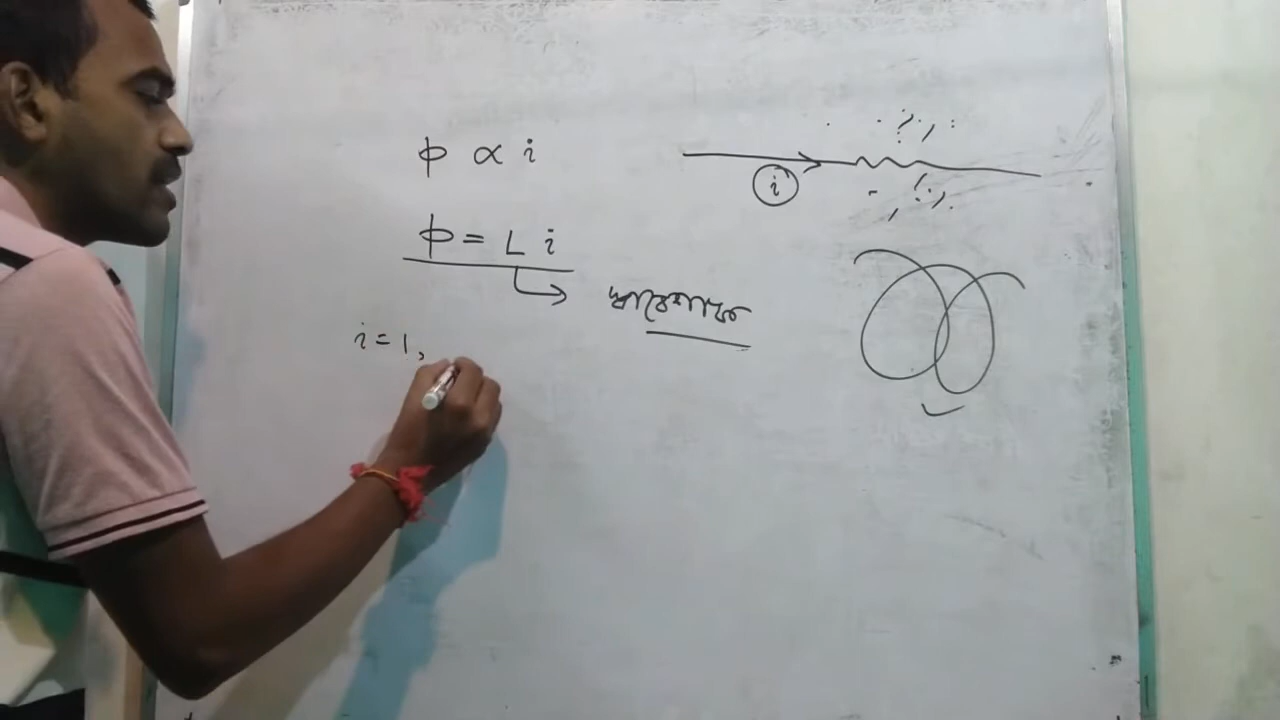 ϕ ∝ i
i
ϕ = L i
স্বাবেশাঙ্ক
i = 1,